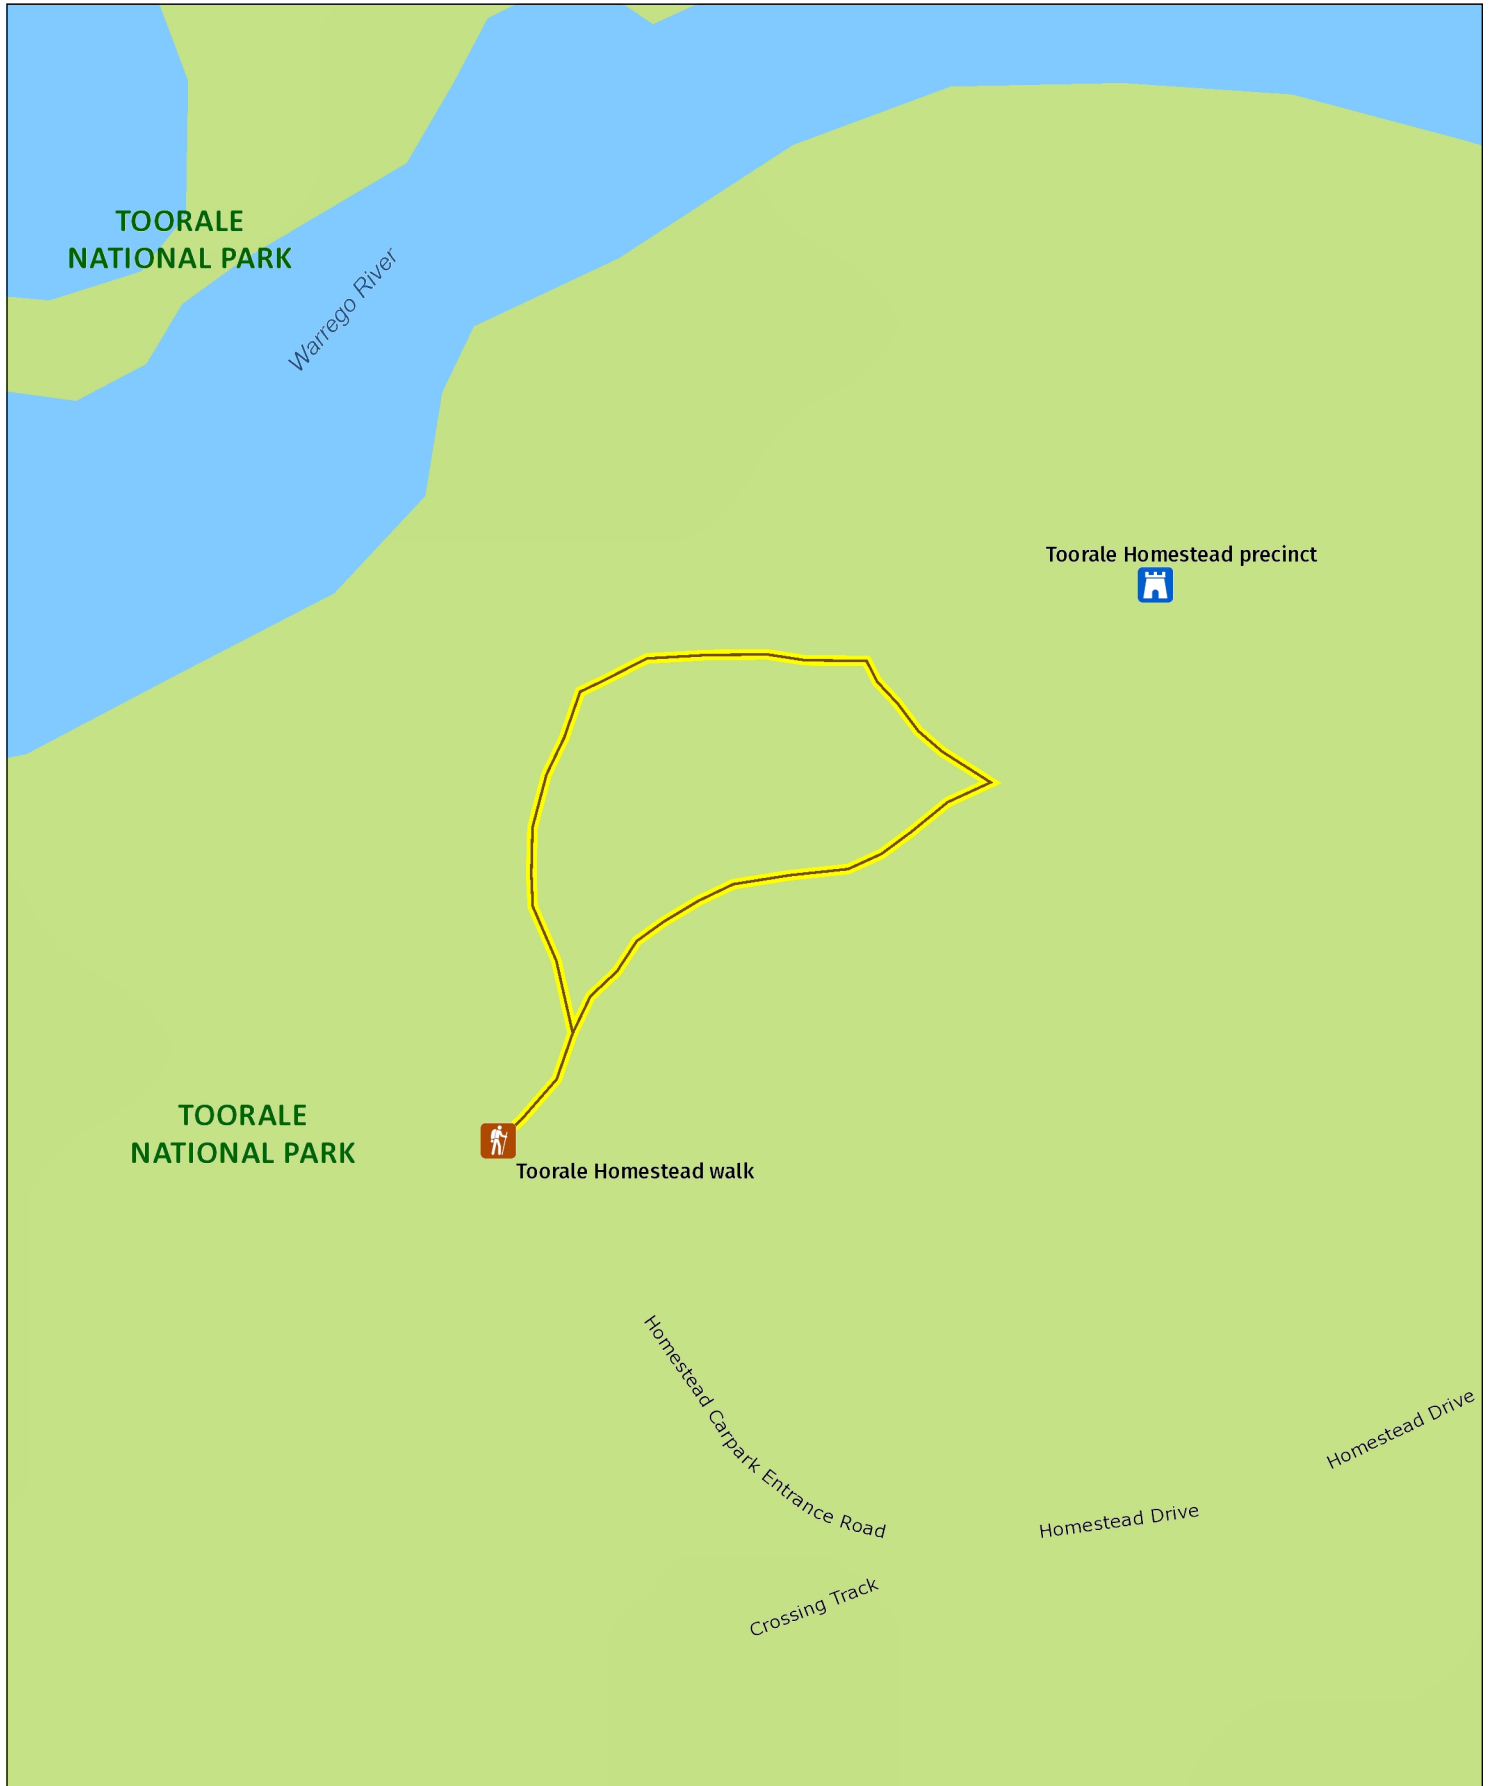 TOORALE
NATIONAL PARK
Warrego River
Toorale Homestead precinct
TOORALE
NATIONAL PARK
Toorale Homestead walk
Homestead Carpark Entrance Road
Homestead Drive
Homestead Drive
Crossing Track